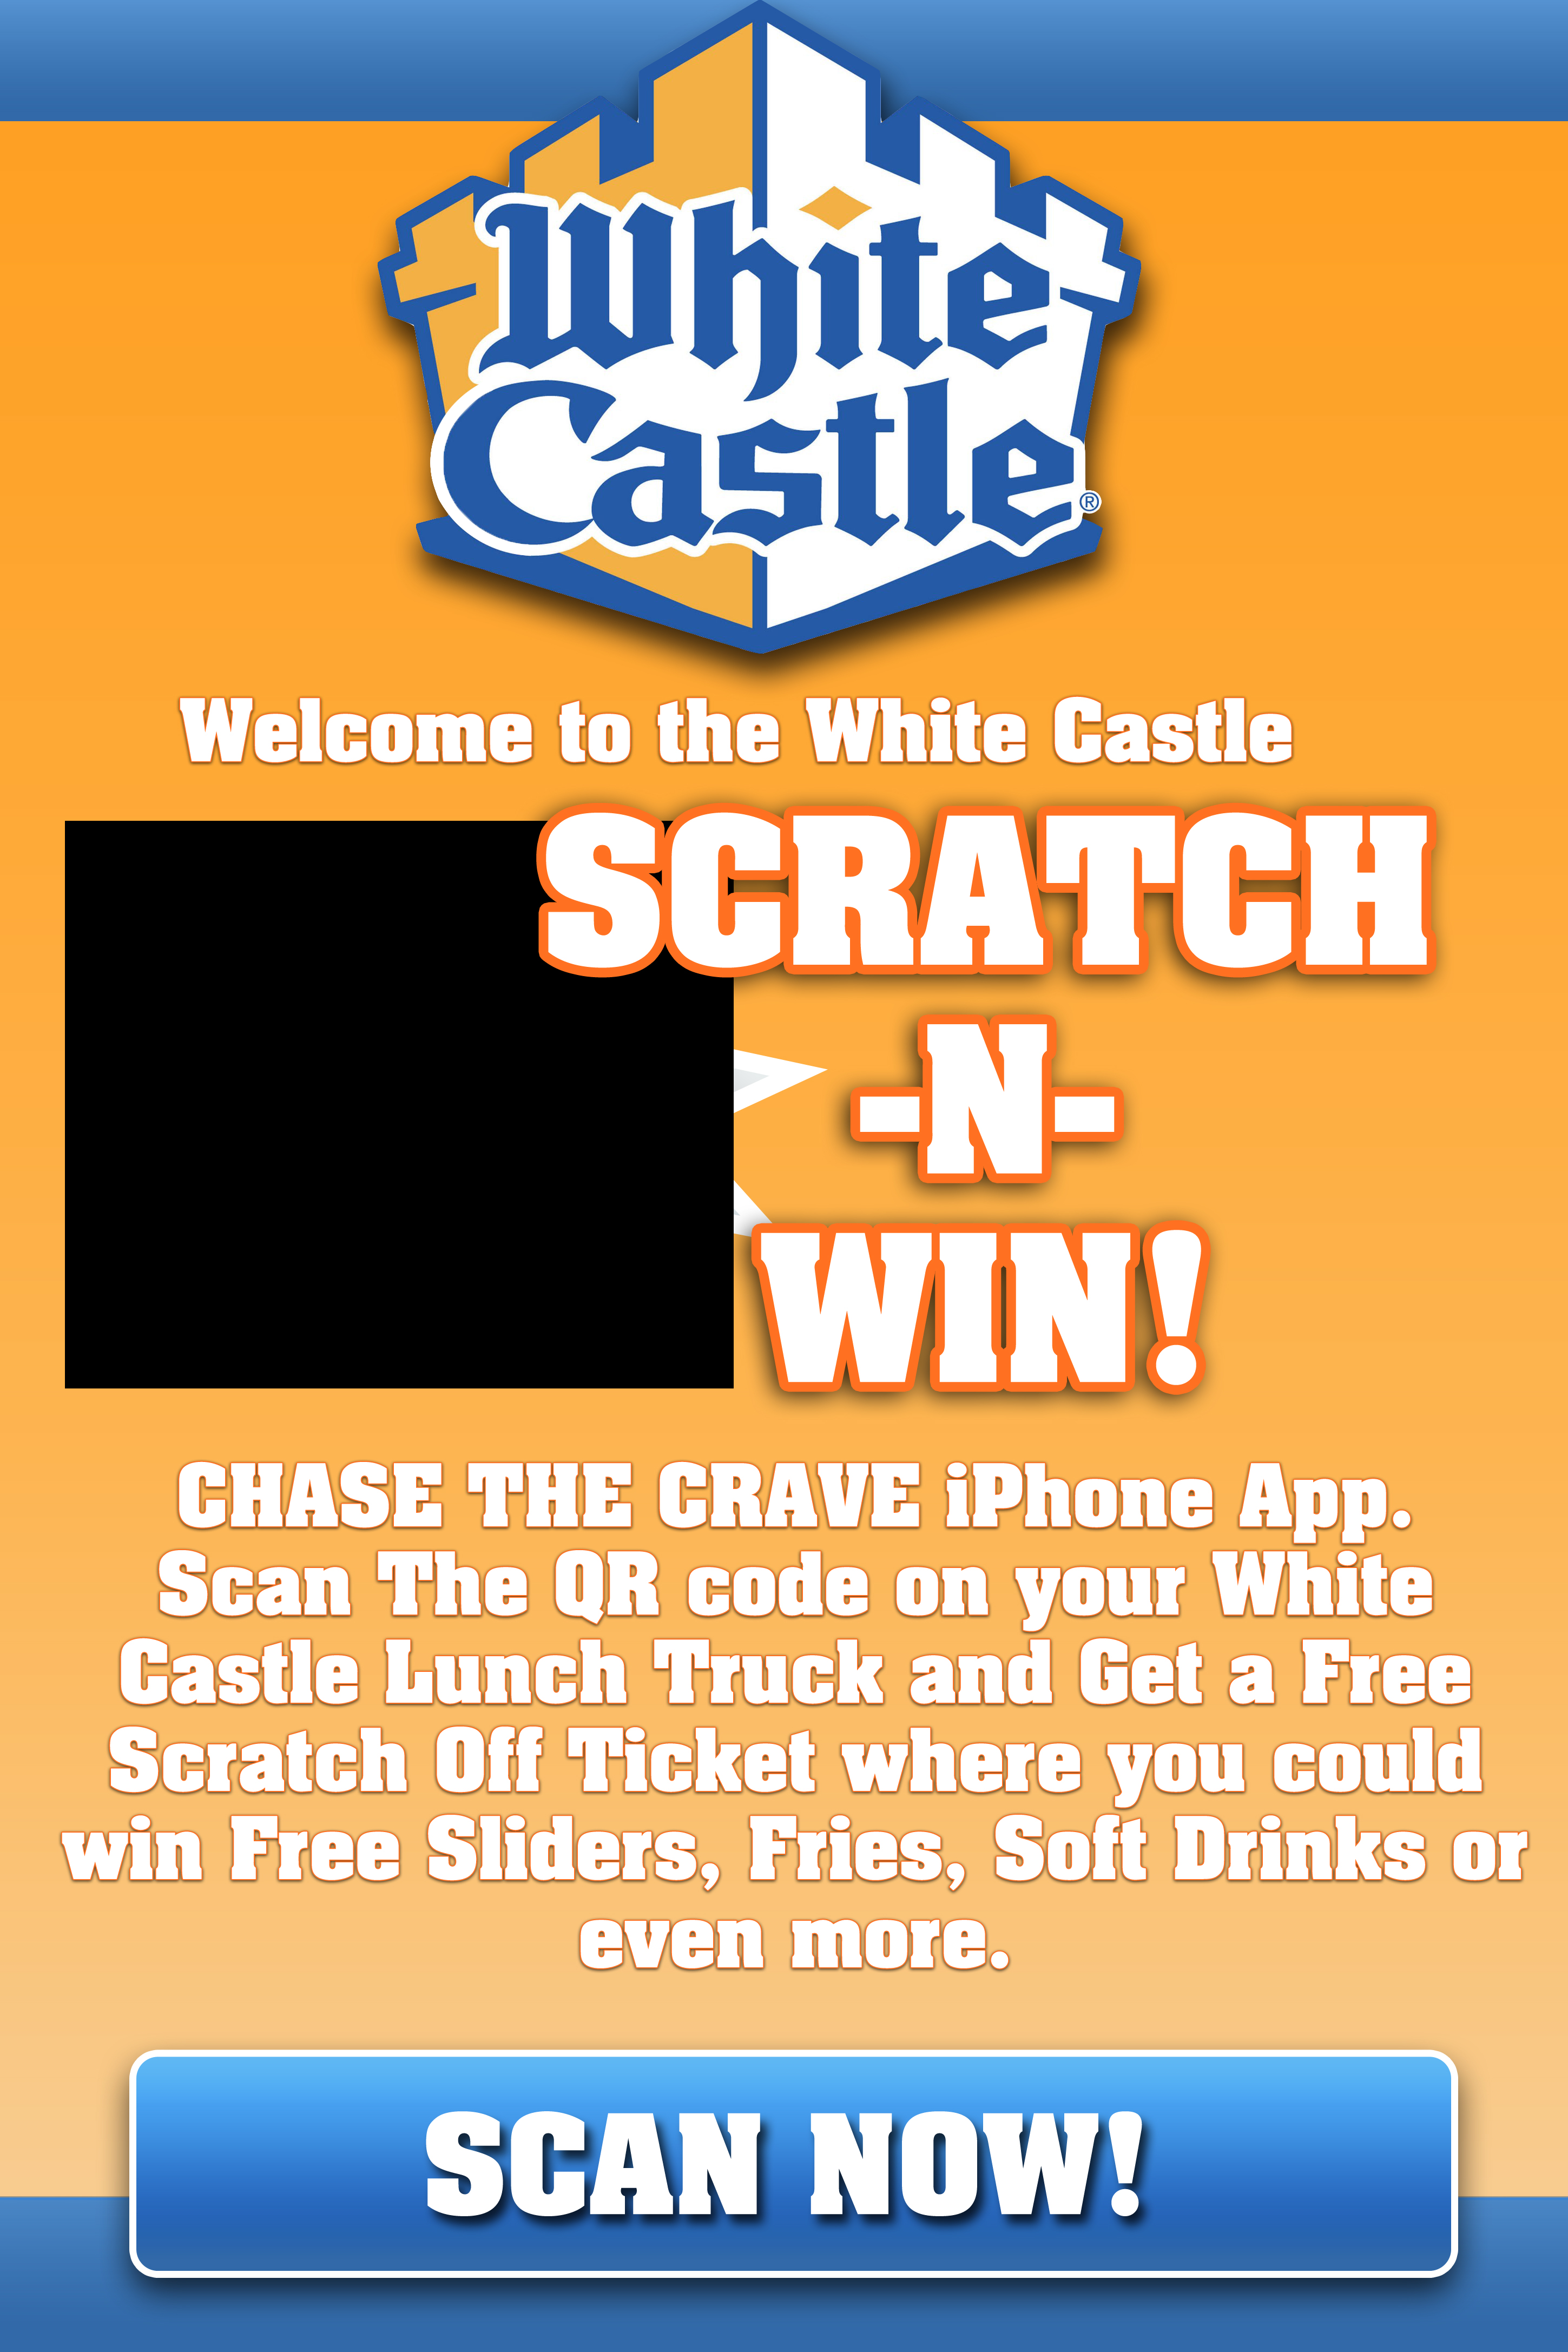 White
Castle®
Welcome to the White Castle
SCRATCH
-N-
WIN!
CHASE THE CRAVE iPhone App.
Scan The QR code on your White
Castle Lunch Truck and Get a Free
Scratch Off Ticket where you could
win Free Sliders, Fries, Soft Drinks or
even more.
SCAN NOW!